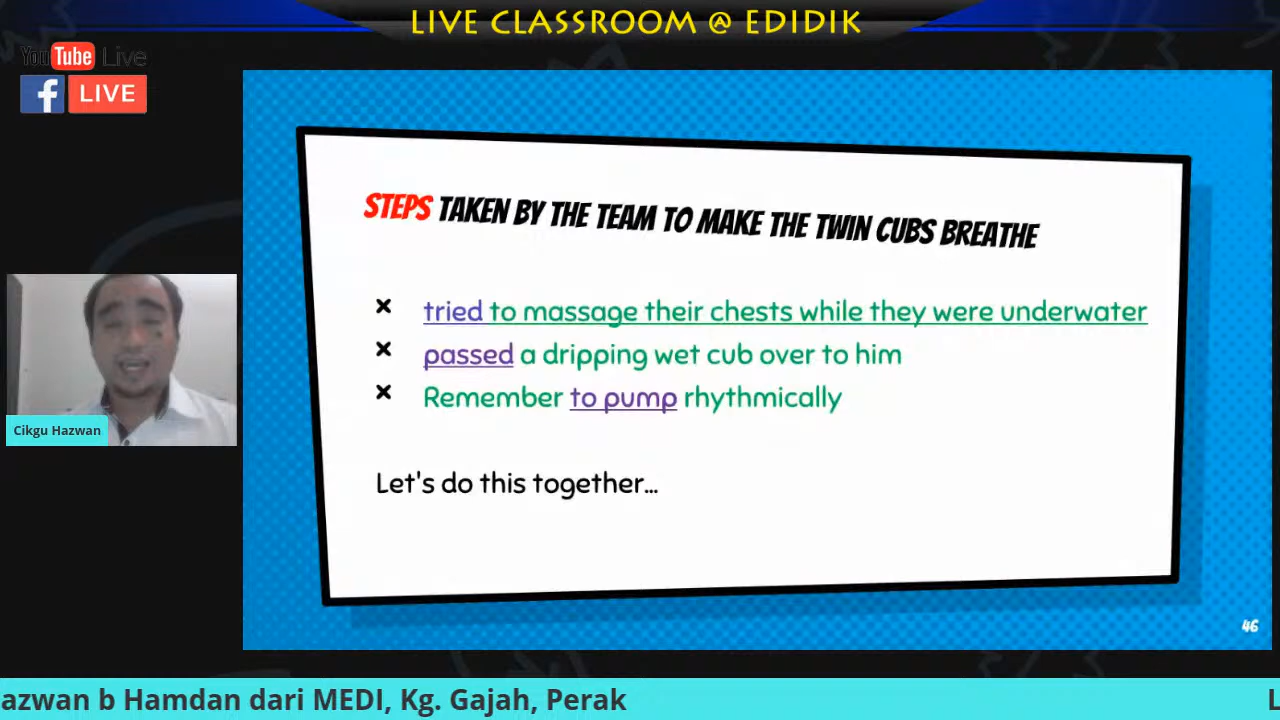 LIVE CLASSROOM @ EDIDIK
YouTube Live
f LIVE
STEPS TAKEN BY THE TEAM TO MAKE THE TWIN CUBS BREATHE
× tried to massage their chests while they were underwater
× passed a dripping wet cub over to him
× Remember to pump rhythmically
Let's do this together...
Cikgu Hazwan
46
azwan b Hamdan dari MEDI, Kg. Gajah, Perak
L